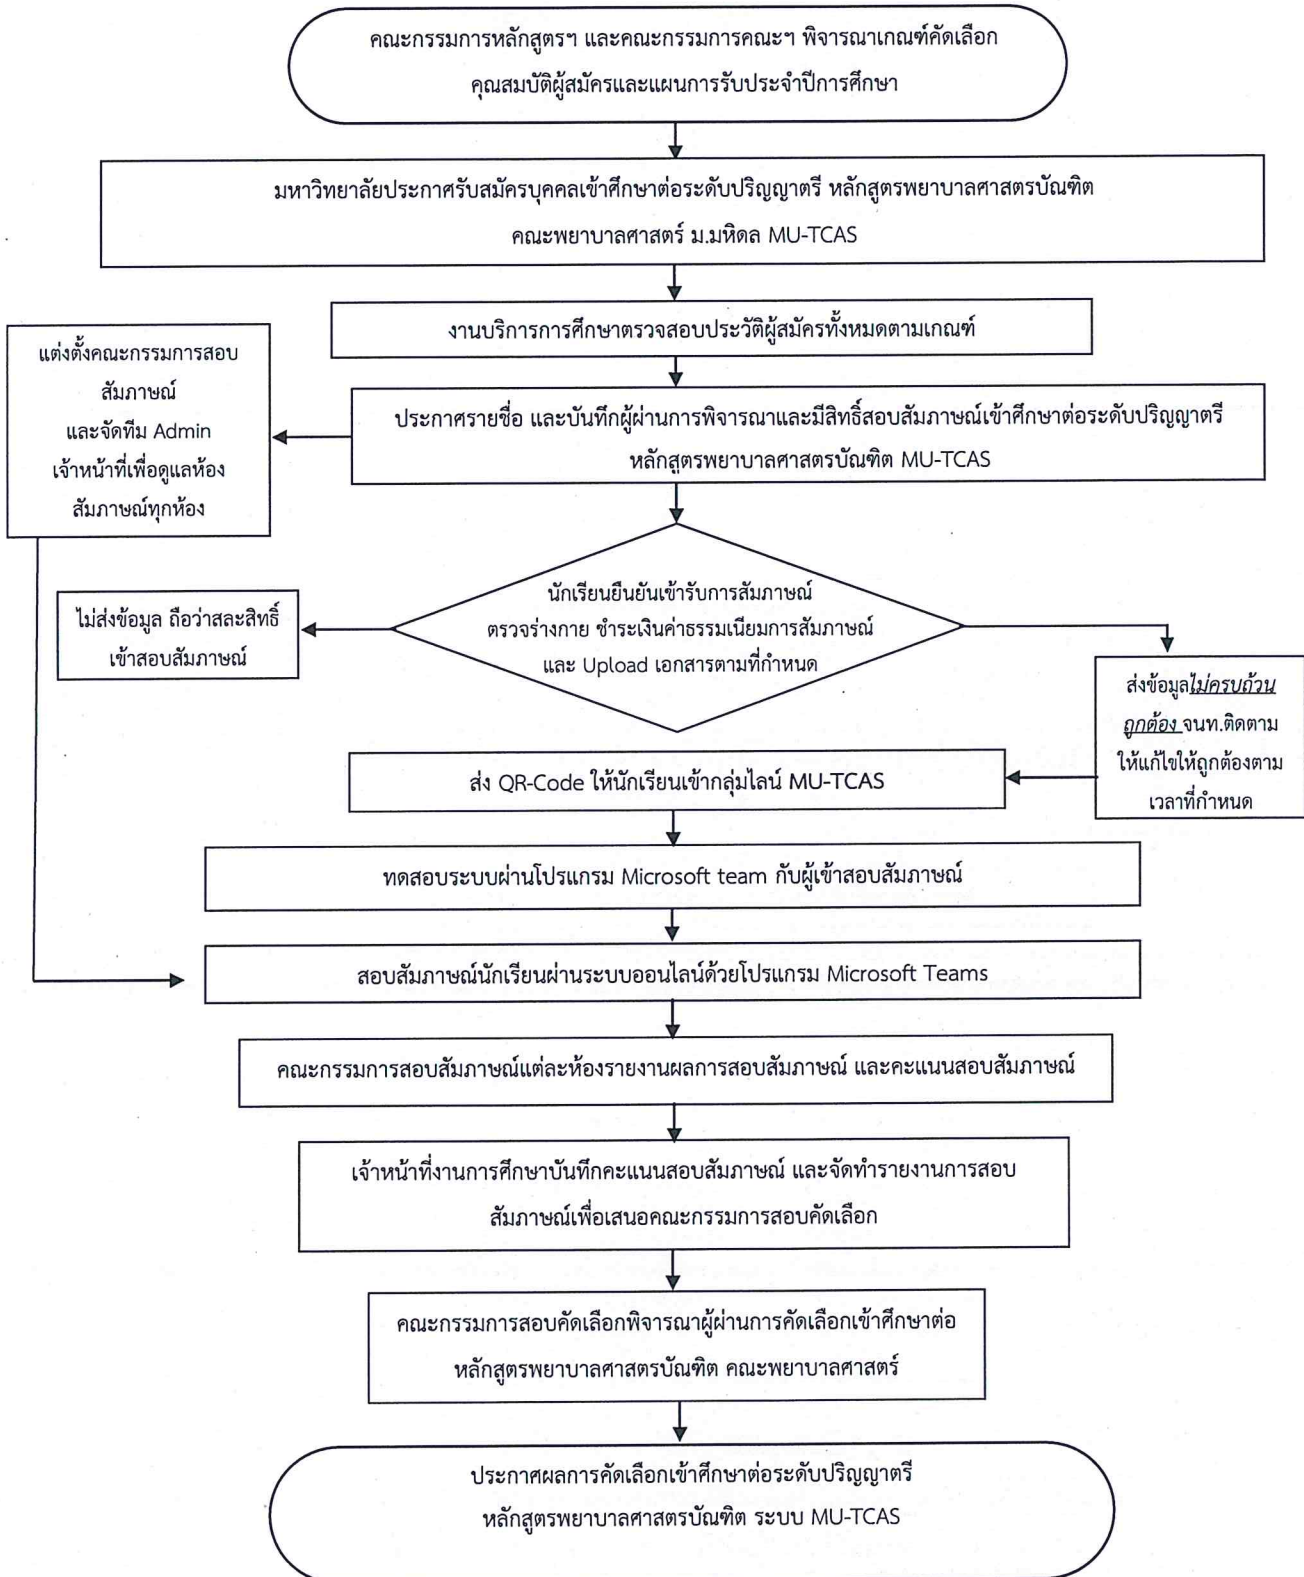 คณะกรรมการหลักสูตรฯ และคณะกรรมการคณะฯ พิจารณาเกณฑ์คัดเลือก
คุณสมบัติผู้สมัครและแผนการรับประจำปีการศึกษา
มหาวิทยาลัยประกาศรับสมัครบุคคลเข้าศึกษาต่อระดับปริญญาตรี หลักสูตรพยาบาลศาสตรบัณฑิต
คณะพยาบาลศาสตร์ ม.มหิดล MU-TCAS
งานบริการการศึกษาตรวจสอบประวัติผู้สมัครทั้งหมดตามเกณฑ์
แต่งตั้งคณะกรรมการสอบ
สัมภาษณ์
และจัดทีม Admin
เจ้าหน้าที่เพื่อดูแลห้อง
สัมภาษณ์ทุกห้อง
ประกาศรายชื่อ และบันทึกผู้ผ่านการพิจารณาและมีสิทธิ์สอบสัมภาษณ์เข้าศึกษาต่อระดับปริญญาตรี
หลักสูตรพยาบาลศาสตรบัณฑิต MU-TCAS
นักเรียนยืนยันเข้ารับการสัมภาษณ์
ตรวจร่างกาย ชำระเงินค่าธรรมเนียมการสัมภาษณ์
และ Upload เอกสารตามที่กำหนด
ไม่ส่งข้อมูล ถือว่าสละสิทธิ์
เข้าสอบสัมภาษณ์
ส่งข้อมูลไม่ครบถ้วน
ถูกต้อง จนท.ติดตาม
ให้แก้ไขให้ถูกต้องตาม
เวลาที่กำหนด
ส่ง QR-Code ให้นักเรียนเข้ากลุ่มไลน์ MU-TCAS
ทดสอบระบบผ่านโปรแกรม Microsoft team กับผู้เข้าสอบสัมภาษณ์
สอบสัมภาษณ์นักเรียนผ่านระบบออนไลน์ด้วยโปรแกรม Microsoft Teams
คณะกรรมการสอบสัมภาษณ์แต่ละห้องรายงานผลการสอบสัมภาษณ์ และคะแนนสอบสัมภาษณ์
เจ้าหน้าที่งานการศึกษาบันทึกคะแนนสอบสัมภาษณ์ และจัดทำรายงานการสอบ
สัมภาษณ์เพื่อเสนอคณะกรรมการสอบคัดเลือก
คณะกรรมการสอบคัดเลือกพิจารณาผู้ผ่านการคัดเลือกเข้าศึกษาต่อ
หลักสูตรพยาบาลศาสตรบัณฑิต คณะพยาบาลศาสตร์
ประกาศผลการคัดเลือกเข้าศึกษาต่อระดับปริญญาตรี
หลักสูตรพยาบาลศาสตรบัณฑิต ระบบ MU-TCAS